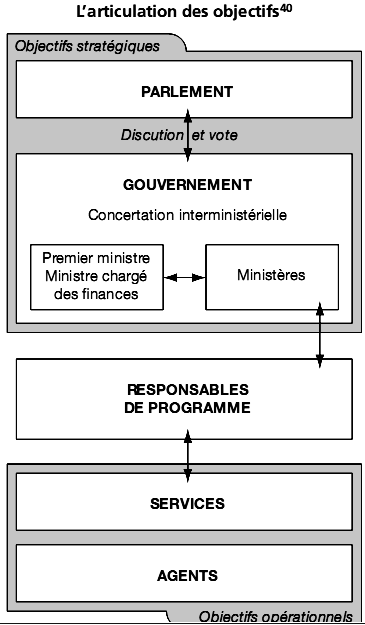 L'articulation des objectifs⁴⁰
Objectifs stratégiques
PARLEMENT
Discution et vote
GOUVERNEMENT
Concertation interministérielle
Premier ministre
Ministre chargé
des finances
Ministères
RESPONSABLES
DE PROGRAMME
SERVICES
AGENTS
Objectifs opérationnels